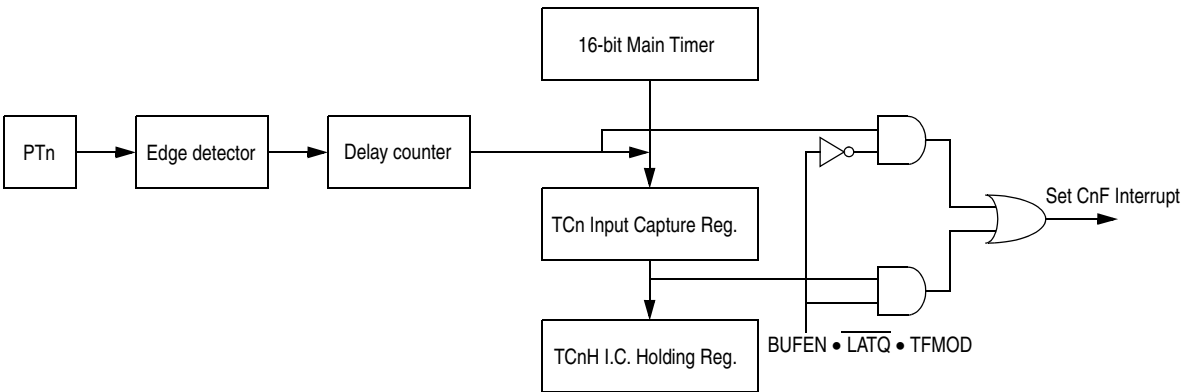 16-bit Main Timer
PTn
Edge detector
Delay counter
TCn Input Capture Reg.
Set CnF Interrupt
TCnH I.C. Holding Reg.
BUFEN • L̅A̅T̅Q̅ • TFMOD